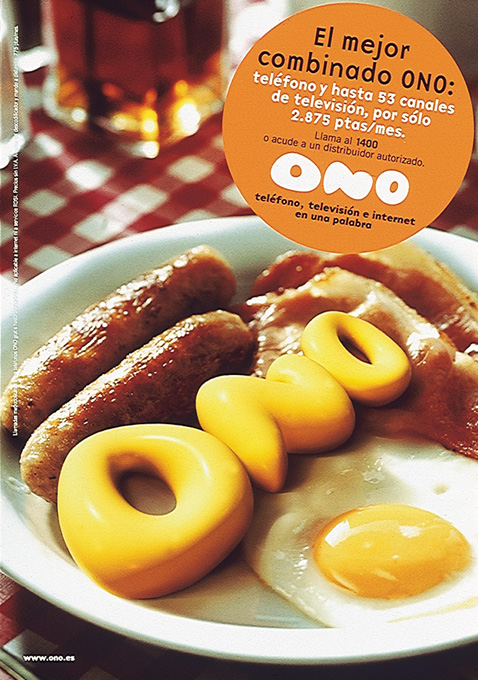 El mejor
combinado ONO:
teléfono y hasta 53 canales
de televisión, por sólo
2.875 ptas/mes.
Llama al 1400
o acude a un distribuidor autorizado.
ONO
teléfono, televisión e internet
en una palabra
ONO
www.ono.es